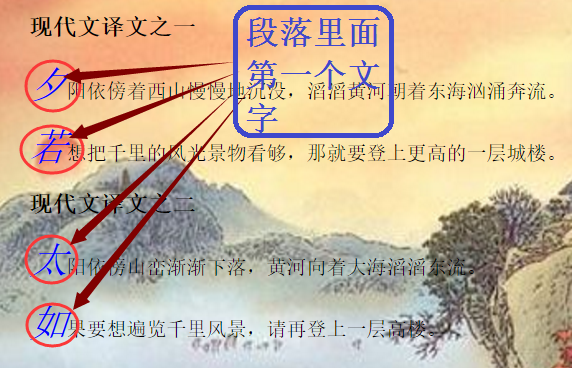 现代文译文之一
段落里面
第一个文
字
夕阳依傍着西山慢慢地沉没，滔滔黄河朝着东海汹涌奔流。
若想把千里的风光景物看够，那就要登上更高的一层城楼。
现代文译文之二
太阳依傍山峦渐渐下落，黄河向着大海滔滔东流。
如果要想遍览千里风景，请再登上一层高楼。